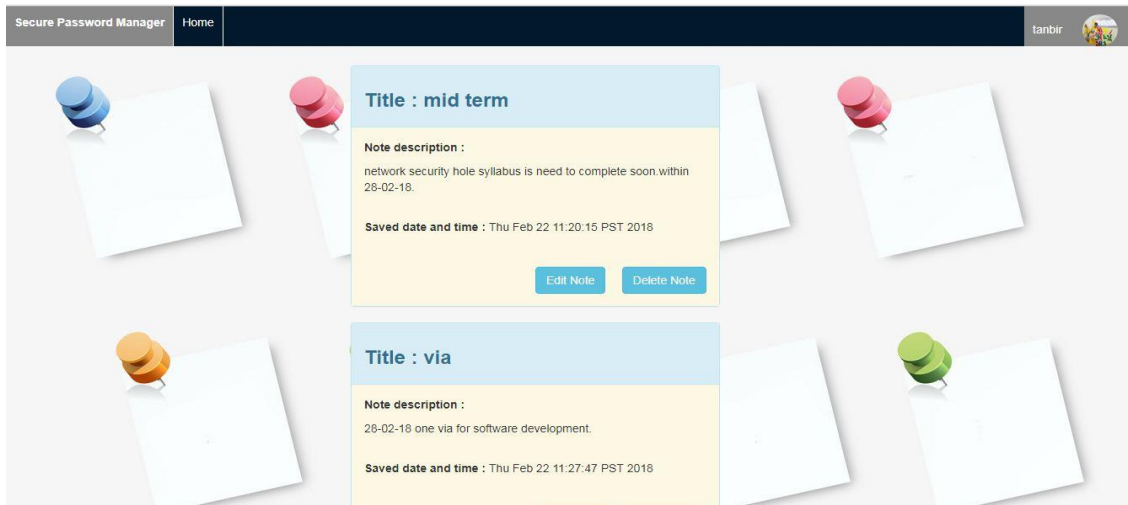 Secure Password Manager
Home
tanbir
Title : mid term
Note description :
network security hole syllabus is need to complete soon.within
28-02-18.
Saved date and time : Thu Feb 22 11:20:15 PST 2018
Edit Note
Delete Note
Title : via
Note description :
28-02-18 one via for software development.
Saved date and time : Thu Feb 22 11:27:47 PST 2018